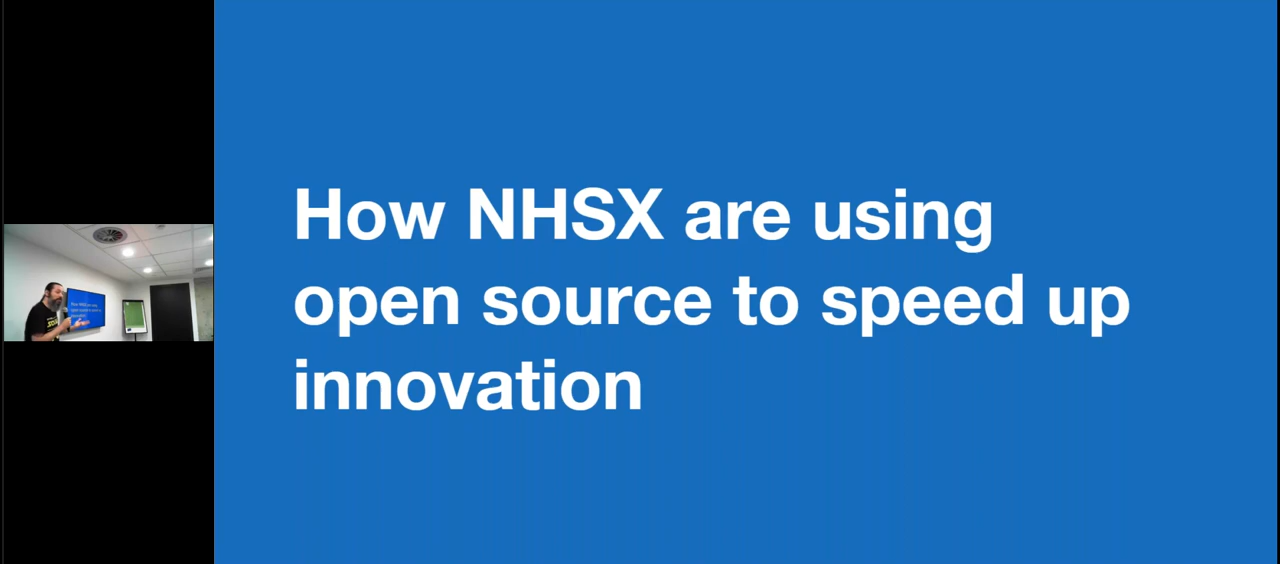 How NHSX are using
open source to speed up
innovation